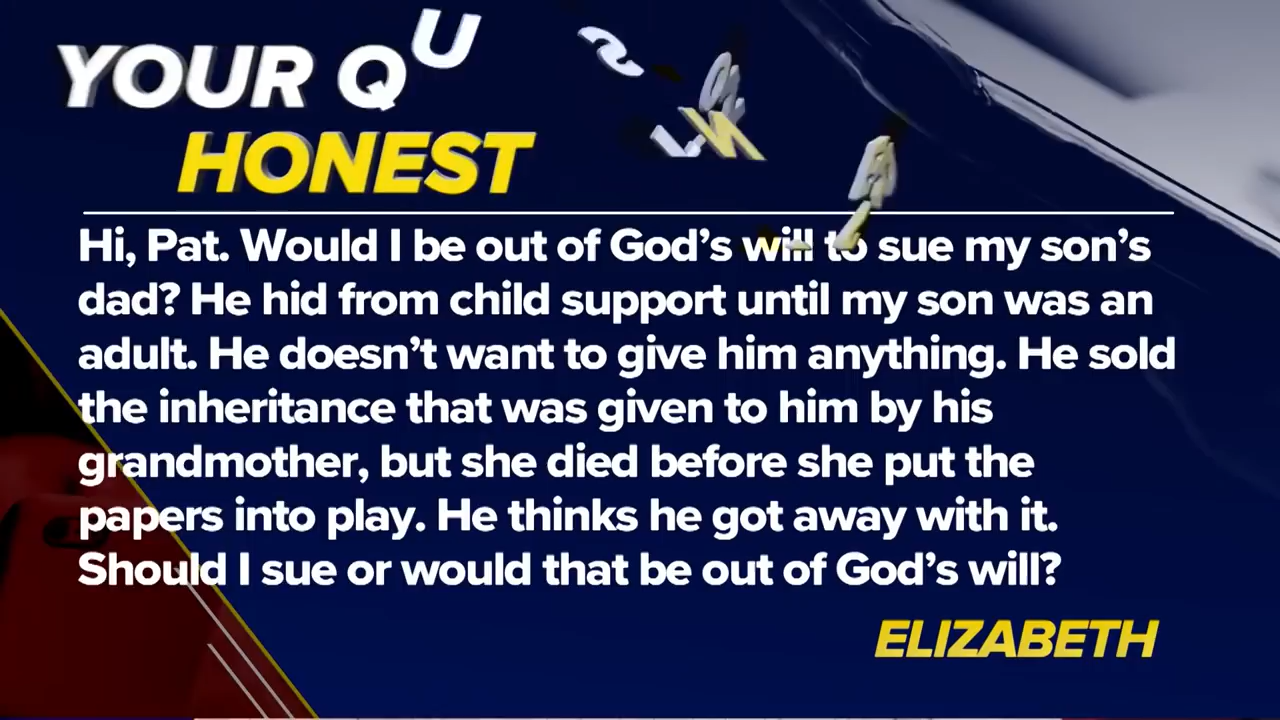 YOUR QU
HONEST
Hi, Pat. Would I be out of God's will to sue my son's
dad? He hid from child support until my son was an
adult. He doesn't want to give him anything. He sold
the inheritance that was given to him by his
grandmother, but she died before she put the
papers into play. He thinks he got away with it.
Should I sue or would that be out of God's will?
ELIZABETH